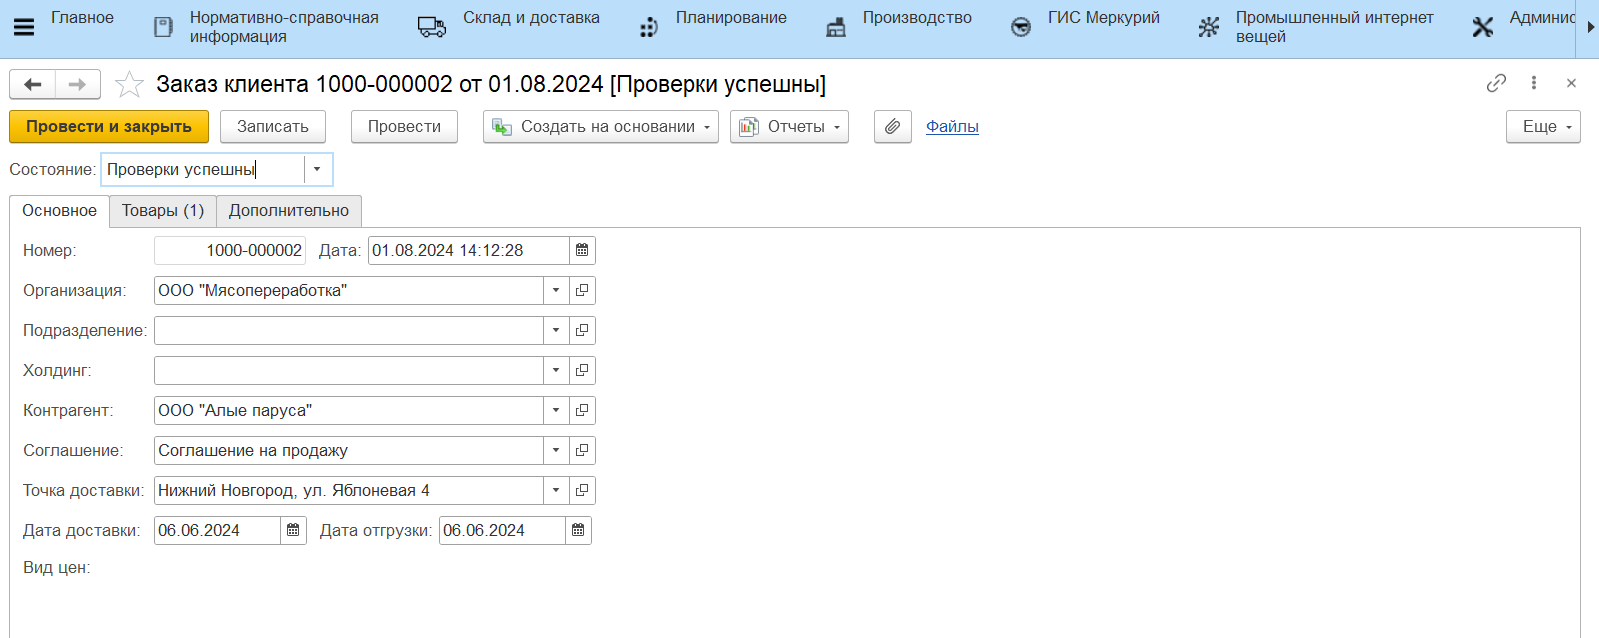 Главное
Нормативно-справочная
информация
Склад и доставка
Планирование
Производство
ГИС Меркурий
Промышленный интернет
вещей
Админис
Заказ клиента 1000-000002 от 01.08.2024 [Проверки успешны]
Провести и закрыть Записать Провести Создать на основании Отчеты Файлы Еще
Состояние: Проверки успешны
Основное Товары (1) Дополнительно
Номер: 1000-000002 Дата: 01.08.2024 14:12:28
Организация: ООО "Мясопереработка"
Подразделение:
Холдинг:
Контрагент: ООО "Алые паруса"
Соглашение: Соглашение на продажу
Точка доставки: Нижний Новгород, ул. Яблоневая 4
Дата доставки: 06.06.2024 Дата отгрузки: 06.06.2024
Вид цен: